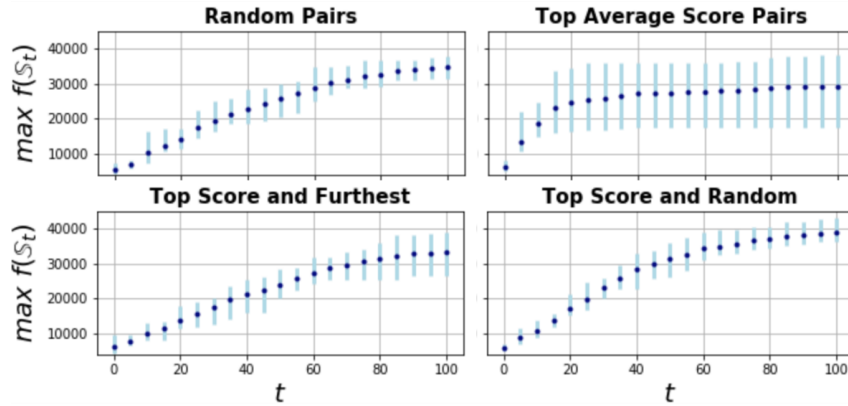 Random Pairs
Top Average Score Pairs
max f(𝕊t)
40000
30000
20000
10000
Top Score and Furthest
Top Score and Random
max f(𝕊t)
40000
30000
20000
10000
0 20 40 60 80 100
0 20 40 60 80 100
t
t